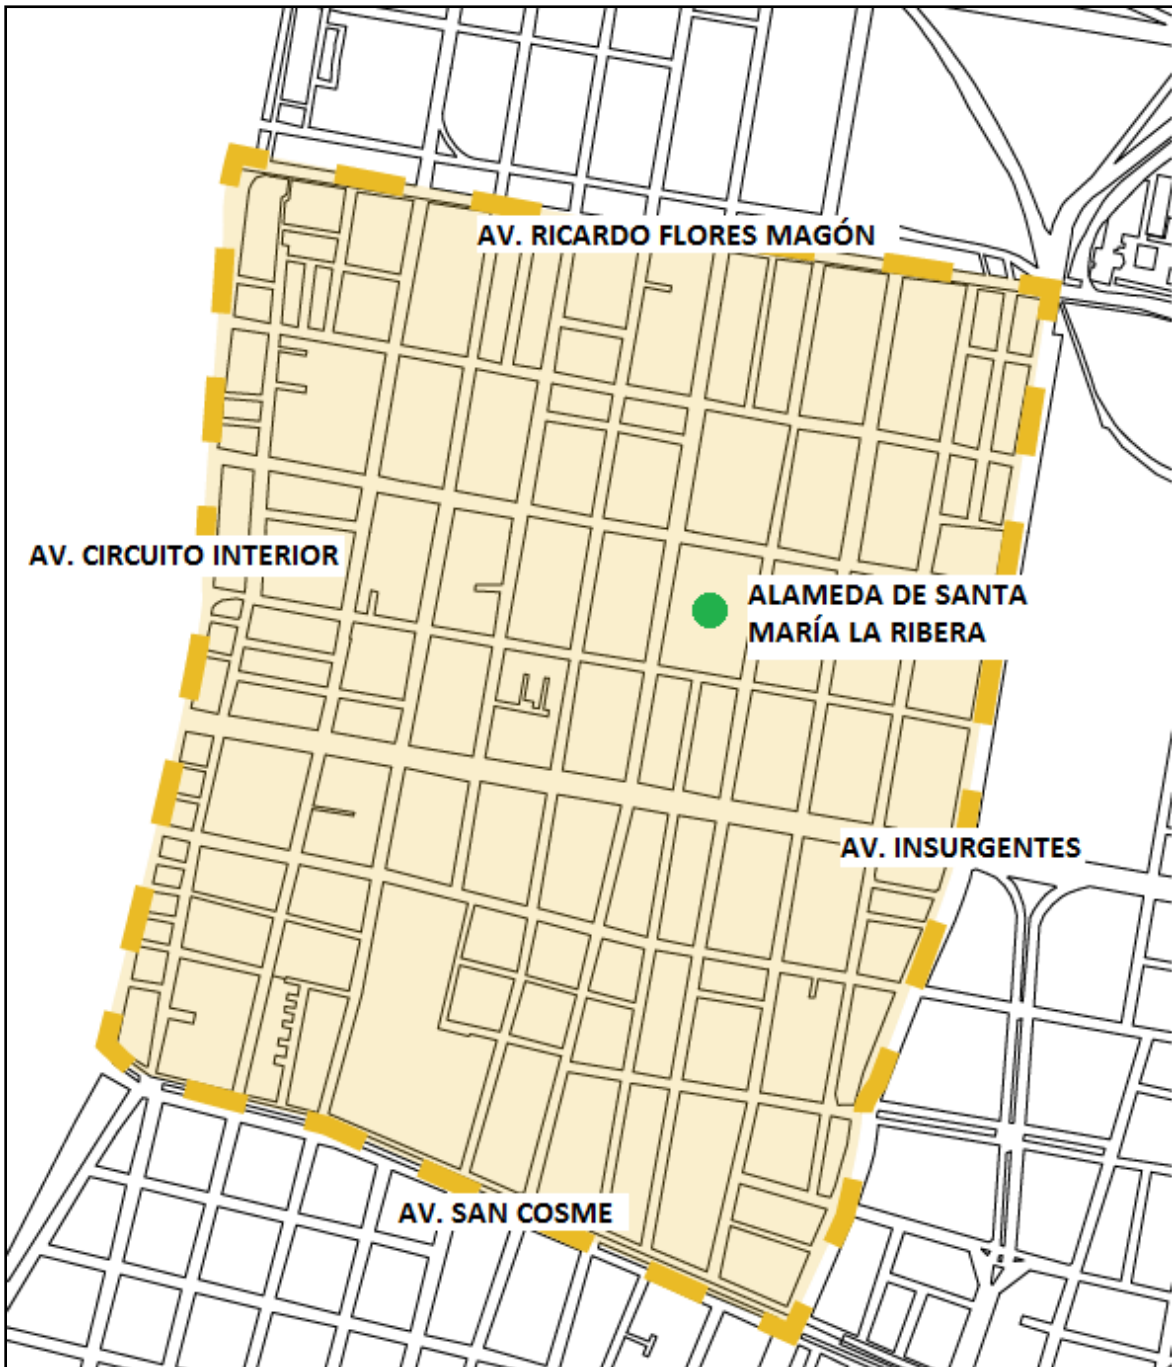 AV. RICARDO FLORES MAGÓN
AV. CIRCUITO INTERIOR
ALAMEDA DE SANTA
MARÍA LA RIBERA
AV. INSURGENTES
AV. SAN COSME